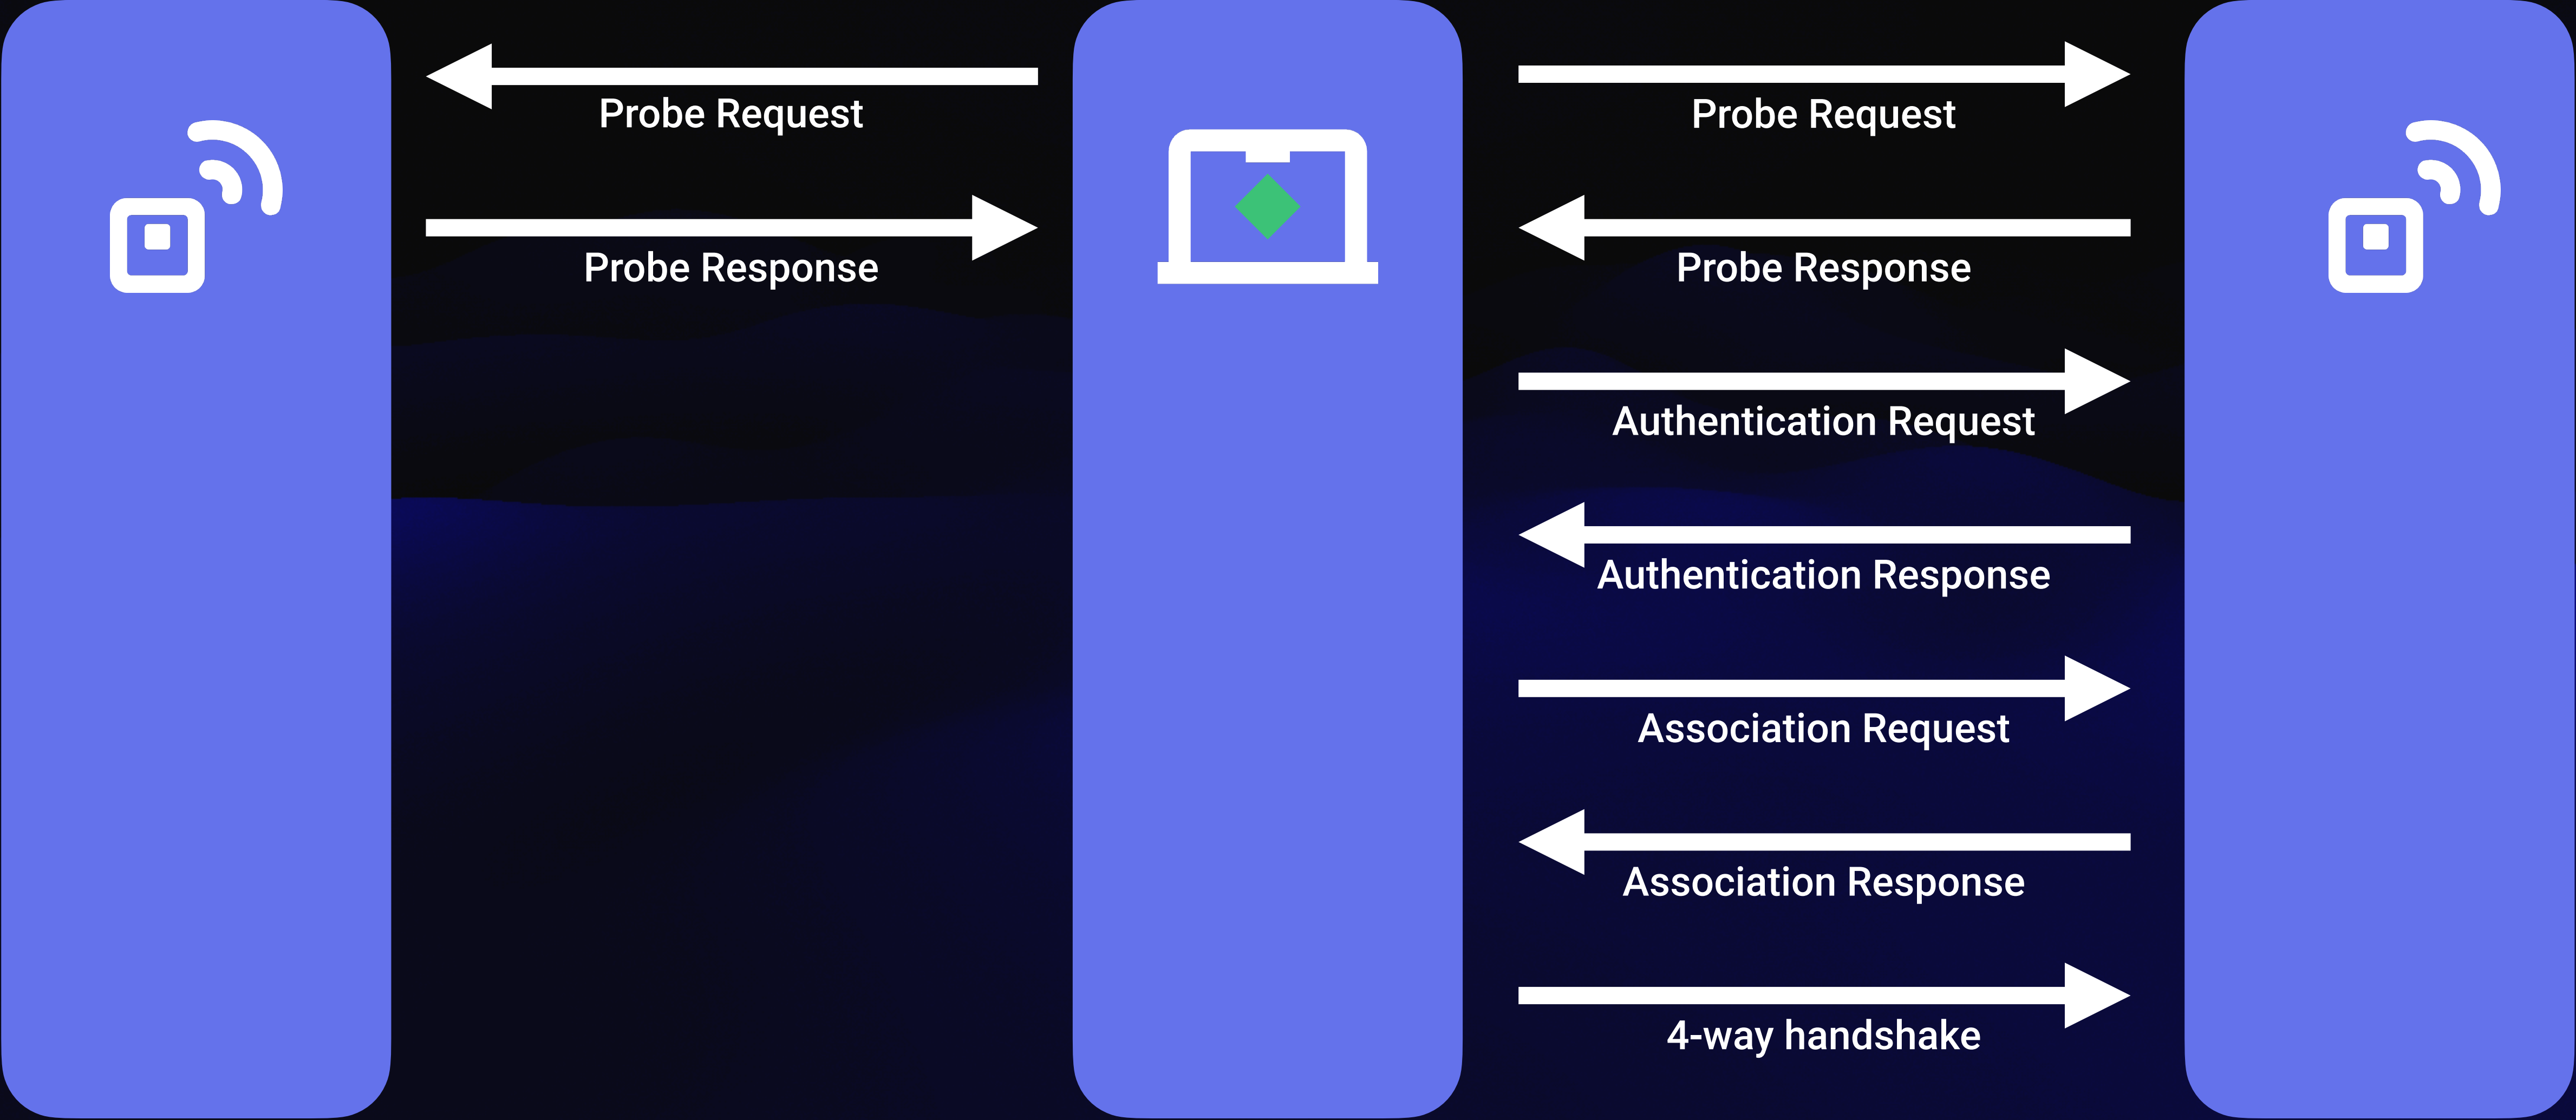 Probe Request
Probe Response
Probe Request
Probe Response
Authentication Request
Authentication Response
Association Request
Association Response
4-way handshake